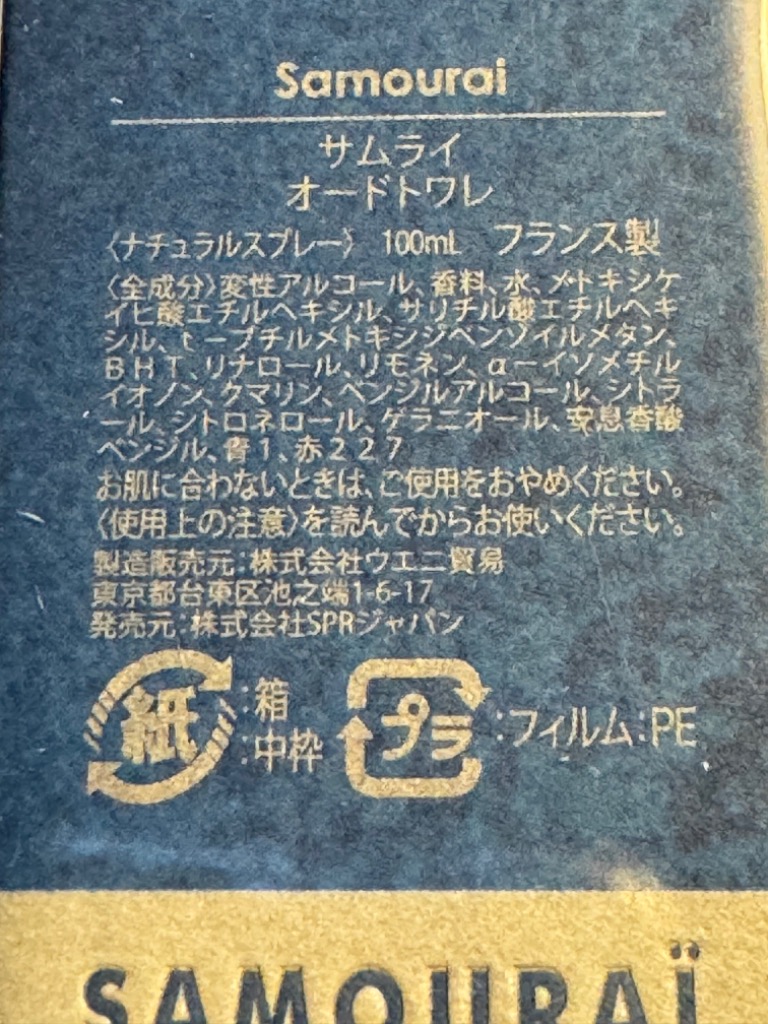 Samourai
サムライ
オードトワレ
〈ナチュラルスプレー〉 100mL フランス製
〈全成分〉変性アルコール、香料、水、メトキシケ
イヒ酸エチルヘキシル、サリチル酸エチルヘキ
シル、t-ブチルメトキシジベンゾイルメタン、
BHT、リナロール、リモネン、α-イソメチル
イオノン、クマリン、ベンジルアルコール、シトラ
ール、シトロネロール、ゲラニオール、安息香酸
ベンジル、青1、赤227
お肌に合わないときは、ご使用をおやめください。
〈使用上の注意〉を読んでからお使いください。
製造販売元:株式会社ウエニ貿易
東京都台東区池之端1-6-17
発売元:株式会社SPRジャパン
紙 :箱 :中枠 プラ :フィルム:PE
SAMOURAÏ